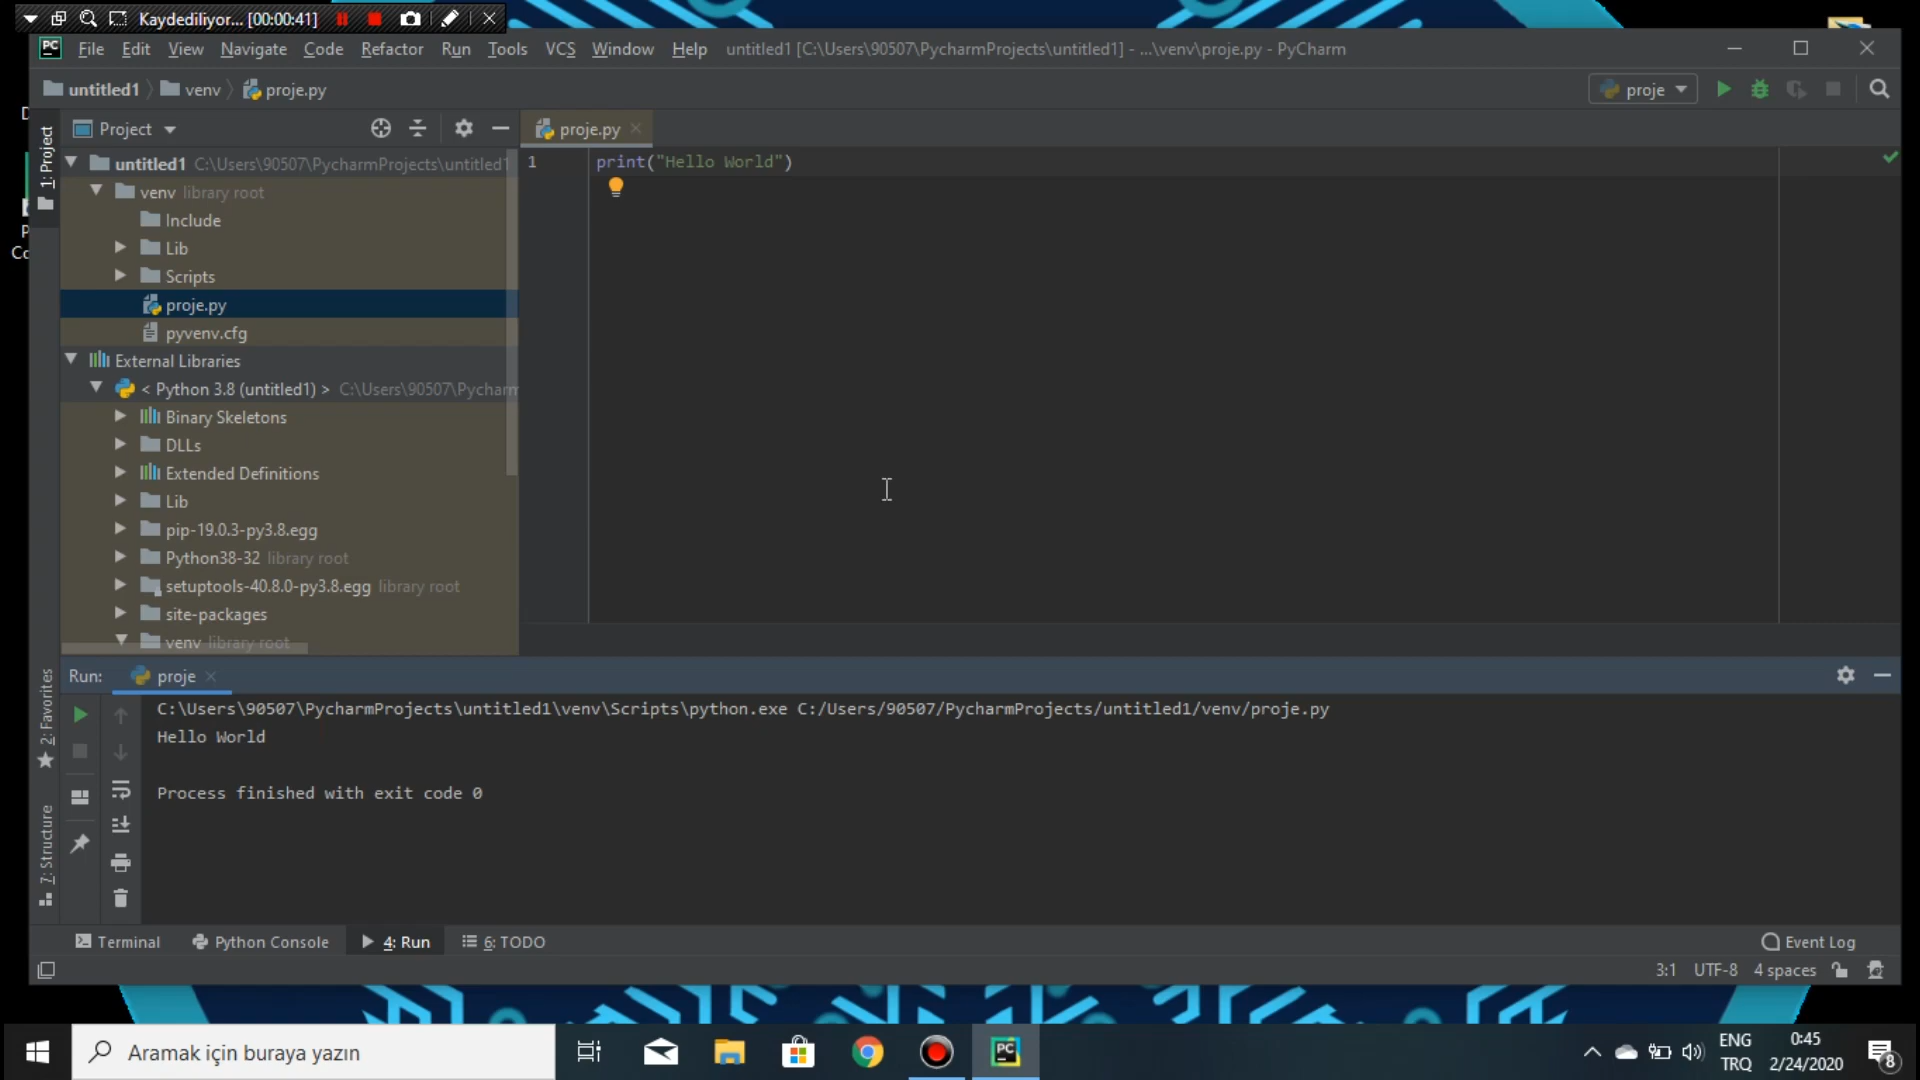 Kaydediliyor... [00:00:41]
File Edit View Navigate Code Refactor Run Tools VCS Window Help untitled1 [C:\Users\90507\PycharmProjects\untitled1] - ...\venv\proje.py - PyCharm
untitled1 venv proje.py
proje
Project
proje.py
1: Project
untitled1 C:\Users\90507\PycharmProjects\untitled1
1 print("Hello World")
venv library root
Include
Lib
Scripts
proje.py
pyvenv.cfg
External Libraries
< Python 3.8 (untitled1) > C:\Users\90507\Pycharm
Binary Skeletons
DLLs
Extended Definitions
Lib
pip-19.0.3-py3.8.egg
Python38-32 library root
setuptools-40.8.0-py3.8.egg library root
site-packages
venv library root
2: Favorites
7: Structure
Run: proje
C:\Users\90507\PycharmProjects\untitled1\venv\Scripts\python.exe C:/Users/90507/PycharmProjects/untitled1/venv/proje.py
Hello World
Process finished with exit code 0
Terminal Python Console 4: Run 6: TODO Event Log
3:1 UTF-8 4 spaces
Aramak için buraya yazın
ENG 0:45
TRQ 2/24/2020
8